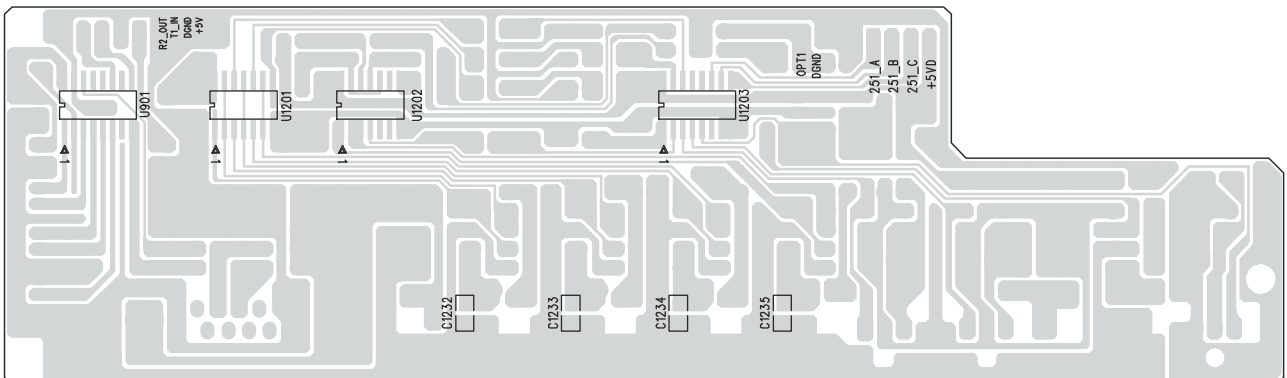 R2_OUT
T1_IN
DGND
+5V
OPT1
DGND
251_A
251_B
251_C
+5VD
U901
U1201
U1202
U1203
1
1
1
1
C1232
C1233
C1234
C1235